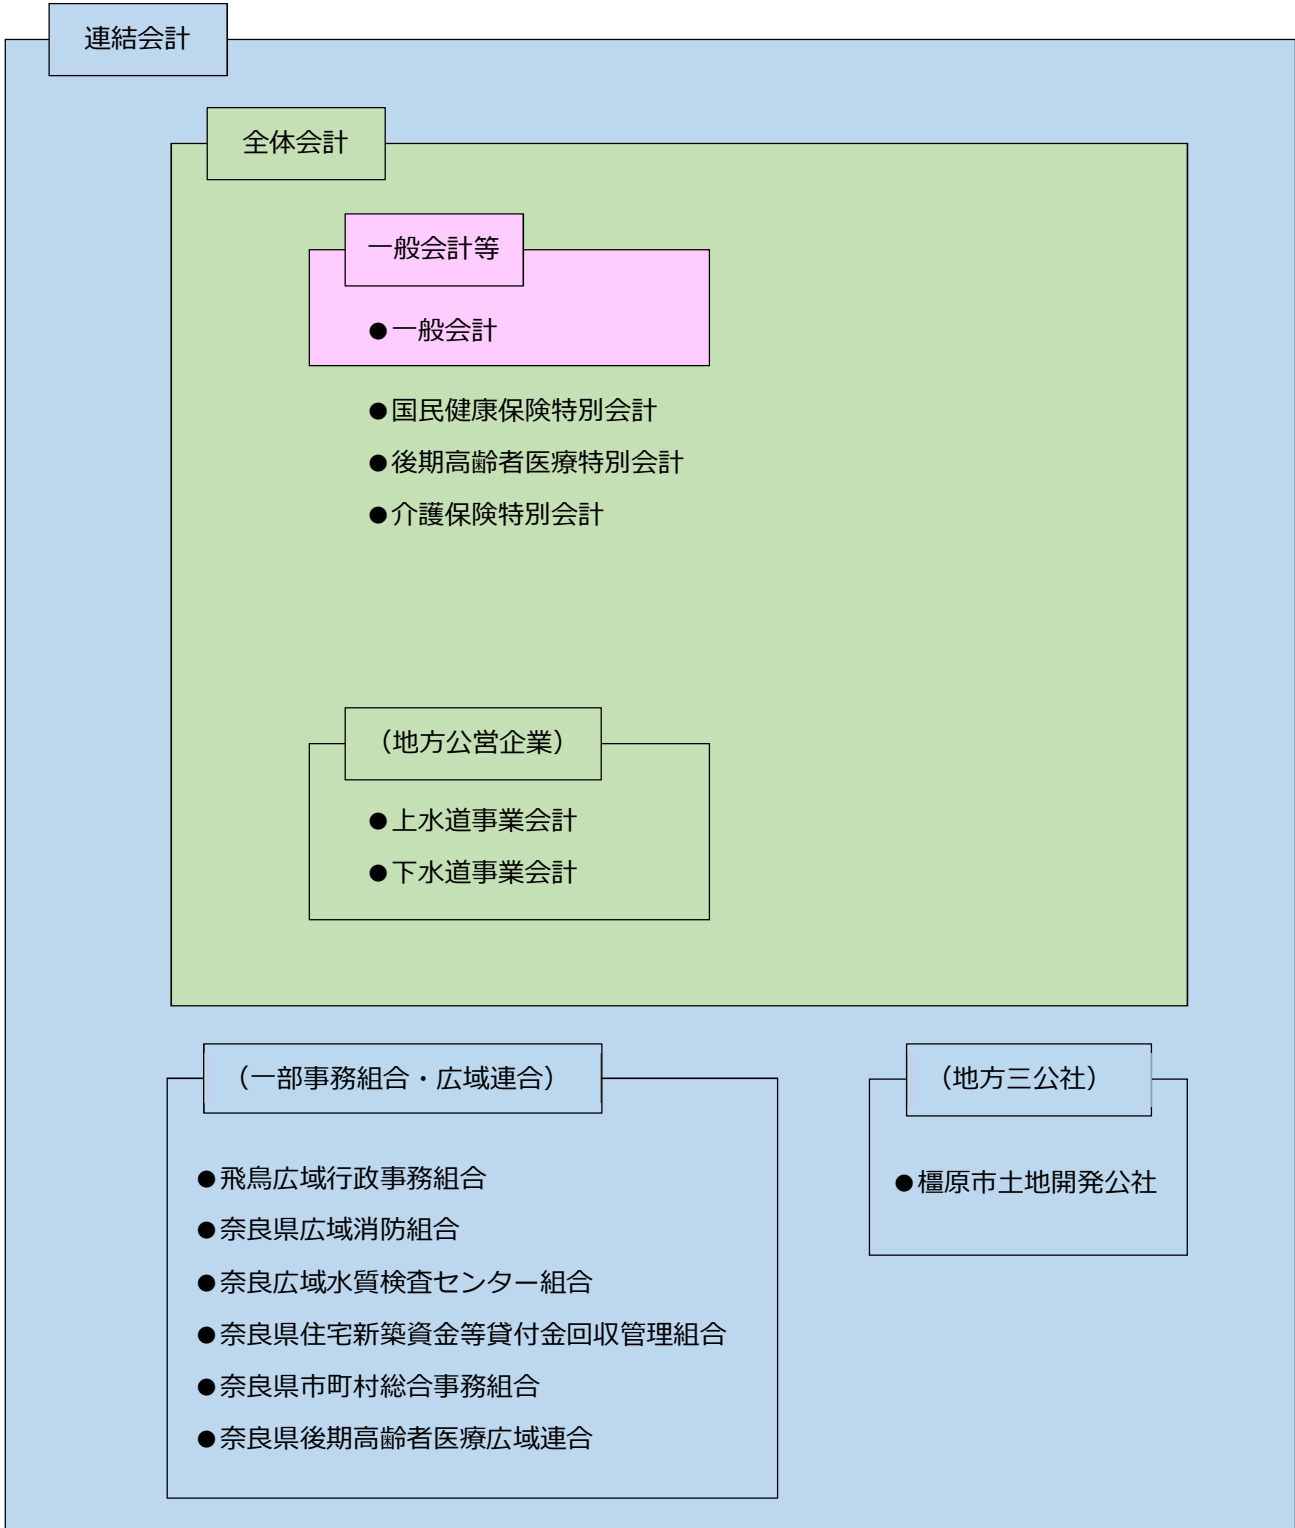 連結会計
全体会計
一般会計等
●一般会計
●国民健康保険特別会計
●後期高齢者医療特別会計
●介護保険特別会計
（地方公営企業）
●上水道事業会計
●下水道事業会計
（一部事務組合・広域連合）
●飛鳥広域行政事務組合
●奈良県広域消防組合
●奈良広域水質検査センター組合
●奈良県住宅新築資金等貸付金回収管理組合
●奈良県市町村総合事務組合
●奈良県後期高齢者医療広域連合
（地方三公社）
●橿原市土地開発公社